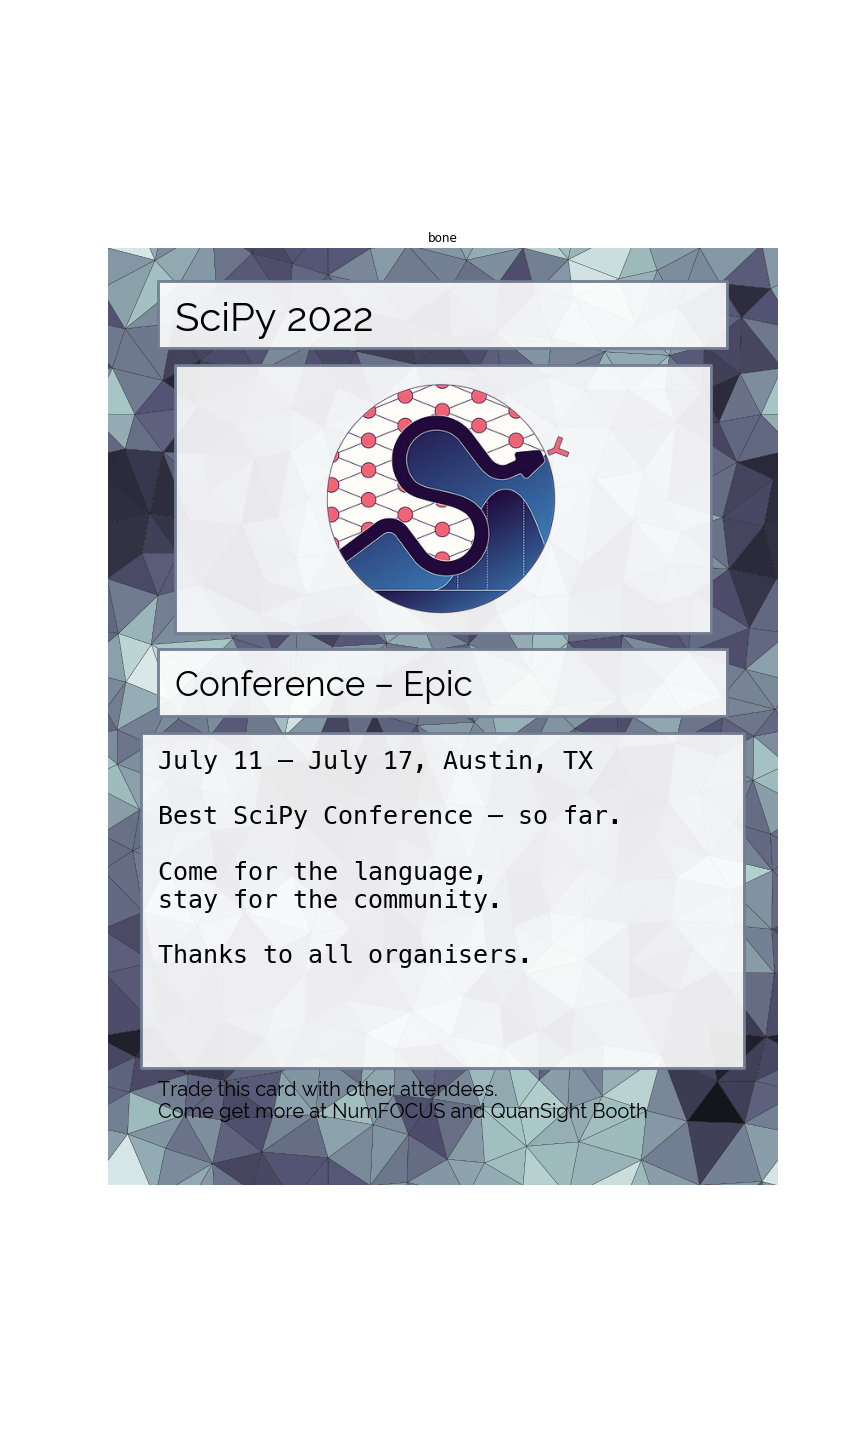 bone
SciPy 2022
Conference – Epic
July 11 – July 17, Austin, TX
Best SciPy Conference – so far.
Come for the language,
stay for the community.
Thanks to all organisers.
Trade this card with other attendees.
Come get more at NumFOCUS and QuanSight Booth